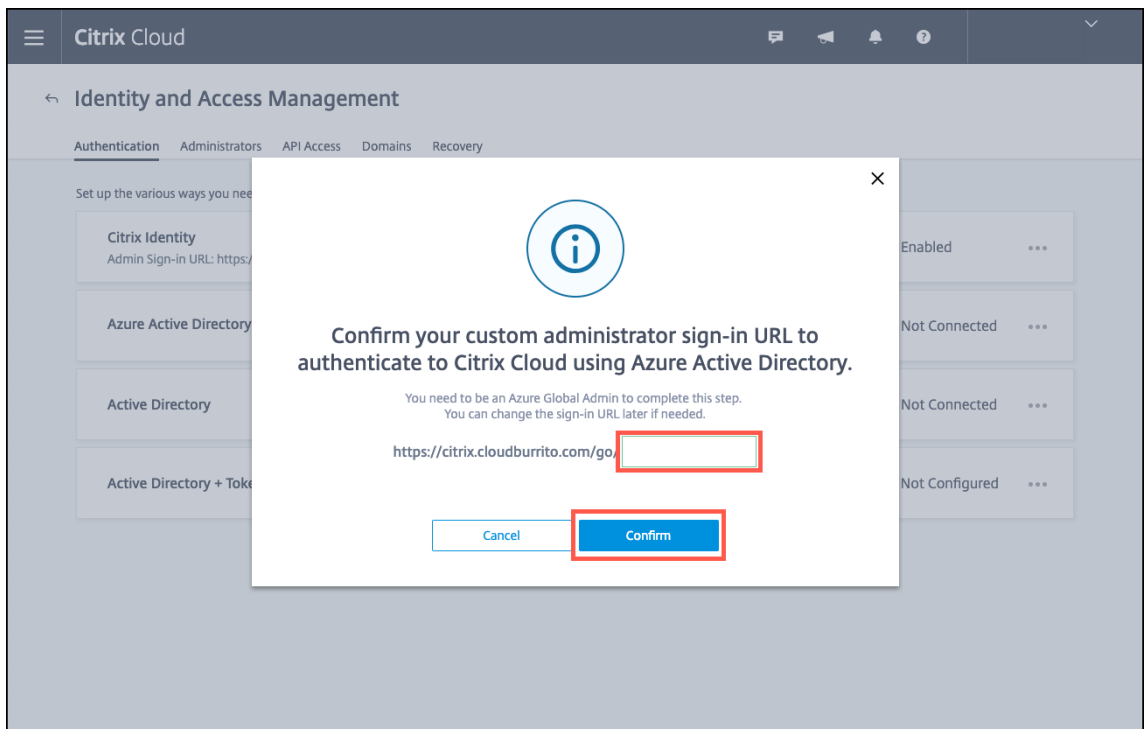 Citrix Cloud
Identity and Access Management
Authentication Administrators API Access Domains Recovery
Set up the various ways you nee
Citrix Identity
Admin Sign-in URL: https:/
Enabled
Azure Active Directory
Not Connected
Active Directory
Not Connected
Active Directory + Toke
Not Configured
Confirm your custom administrator sign-in URL to
authenticate to Citrix Cloud using Azure Active Directory.
You need to be an Azure Global Admin to complete this step.
You can change the sign-in URL later if needed.
https://citrix.cloudburrito.com/go/
Cancel Confirm